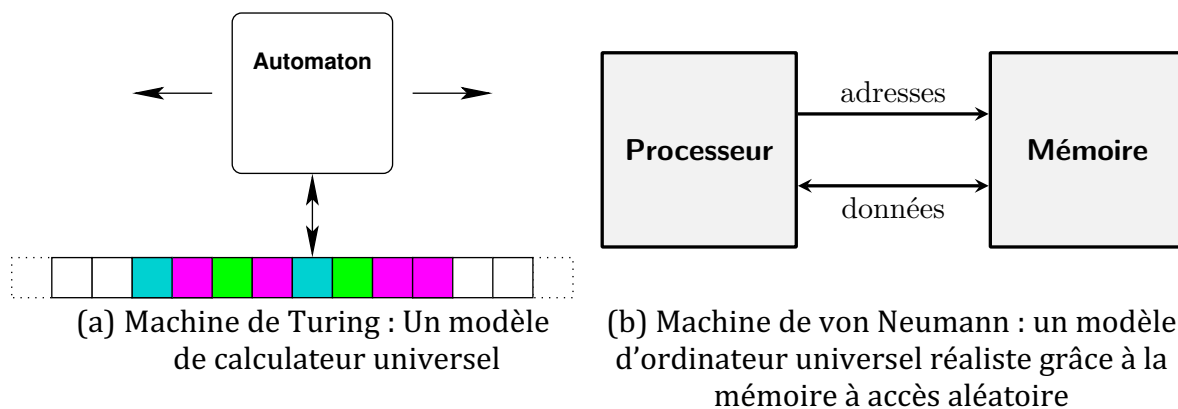 Automaton
(a) Machine de Turing : Un modèle
de calculateur universel
Processeur
adresses
données
Mémoire
(b) Machine de von Neumann : un modèle
d’ordinateur universel réaliste grâce à la
mémoire à accès aléatoire